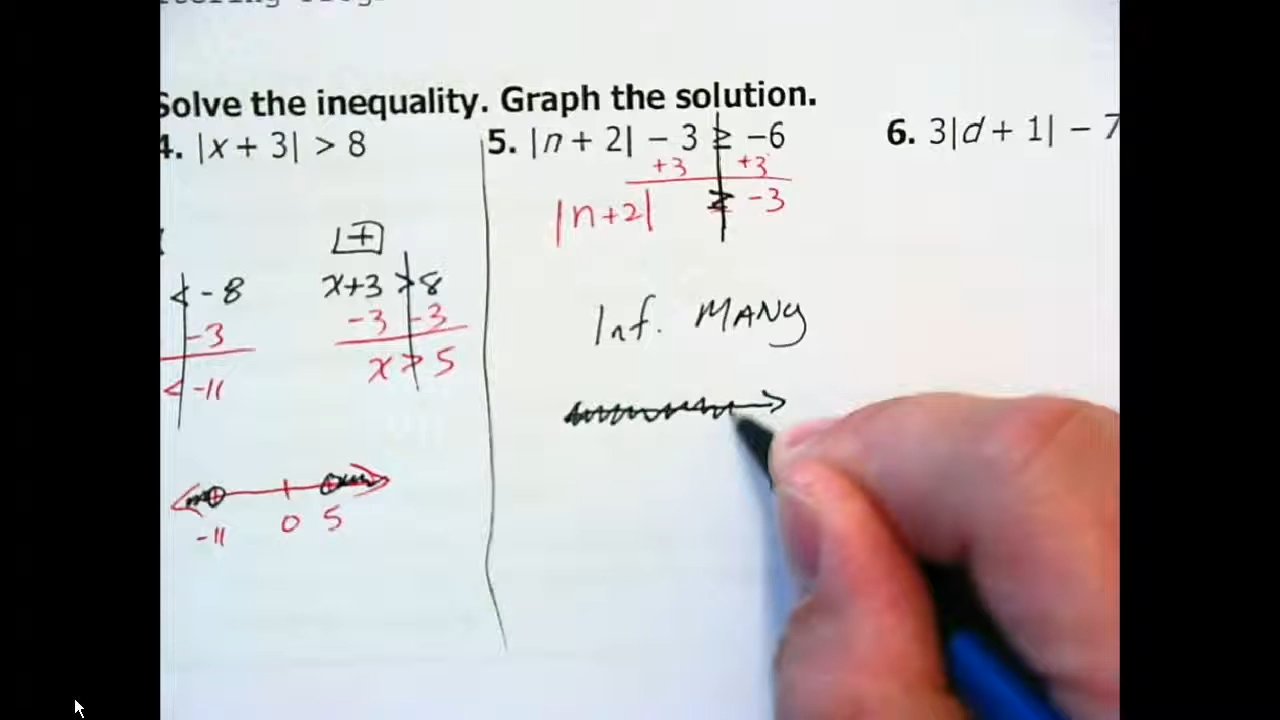 Solve the inequality. Graph the solution.
4. |x + 3| > 8
< -8
-3
< -11
+
x+3 > 8
-3 -3
x > 5
-11 0 5
5. |n + 2| − 3 ≥ −6
+3 +3
|n+2| ≥ -3
Inf. MANY
6. 3|d + 1| − 7